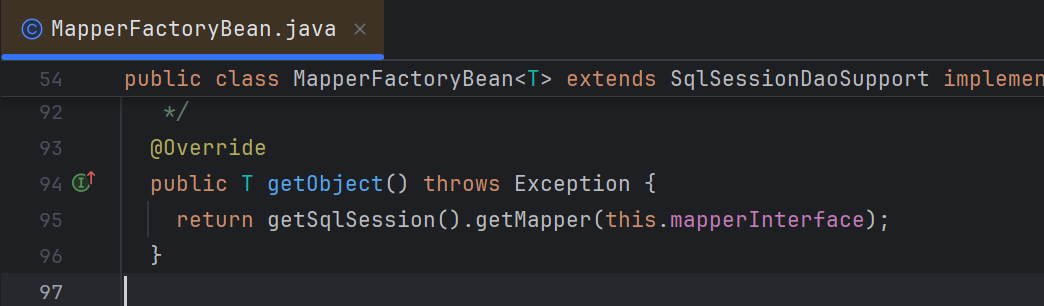 MapperFactoryBean.java
54 public class MapperFactoryBean<T> extends SqlSessionDaoSupport implemen
92 */
93 @Override
94 public T getObject() throws Exception {
95 return getSqlSession().getMapper(this.mapperInterface);
96 }
97